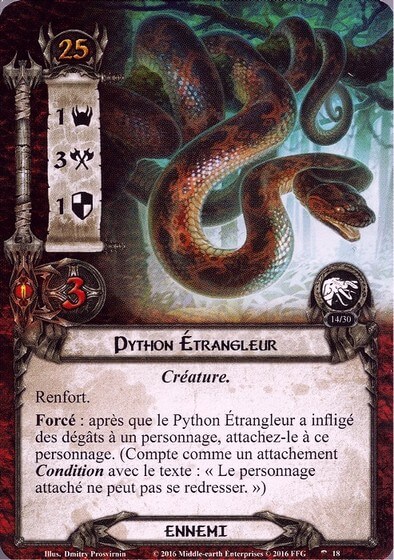 25
1
3
1
3
14/30
Python Étrangleur
Créature.
Renfort.
Forcé : après que le Python Étrangleur a infligé
des dégâts à un personnage, attachez-le à ce
personnage. (Compte comme un attachement
Condition avec le texte : « Le personnage
attaché ne peut pas se redresser. »)
ENNEMI
Illus. Dmitry Prosvirnin © 2016 Middle-earth Enterprises © 2016 FFG 18